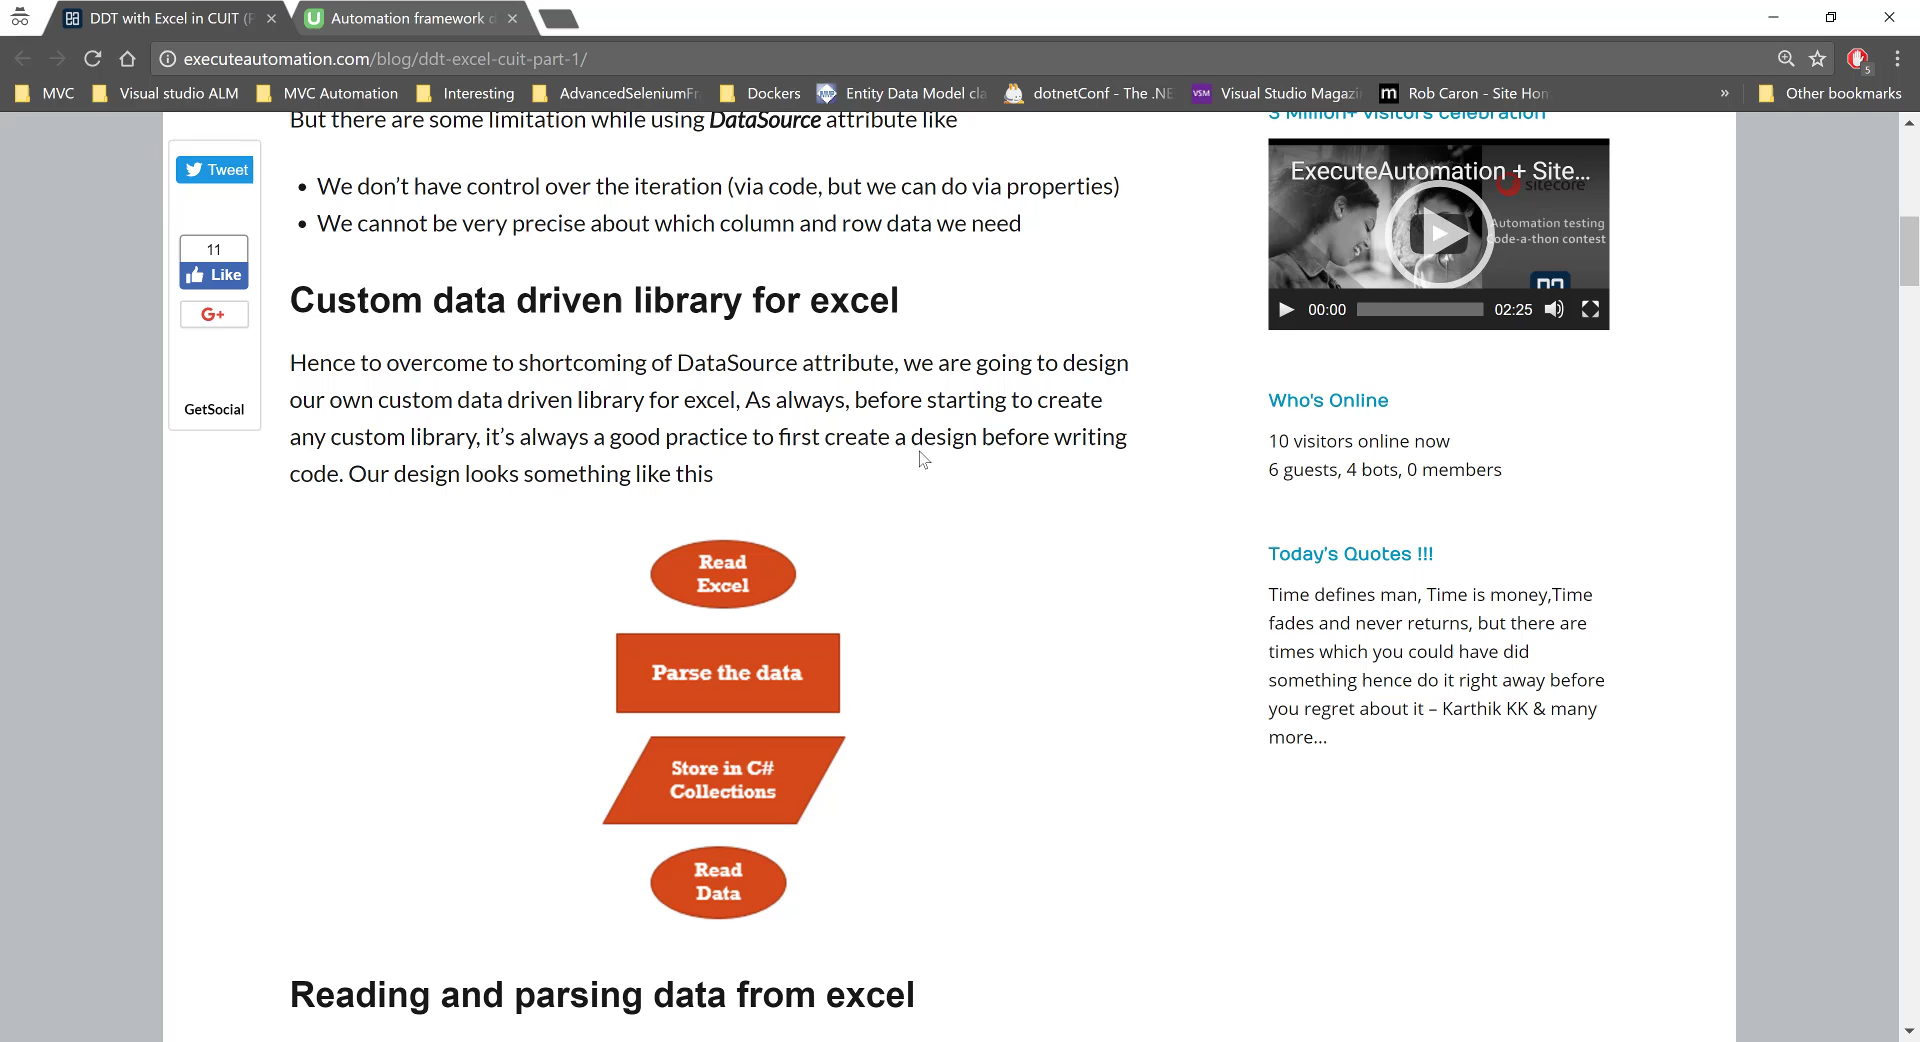 DDT with Excel in CUIT (
Automation framework d
executeautomation.com/blog/ddt-excel-cuit-part-1/
5
MVC
Visual studio ALM
MVC Automation
Interesting
AdvancedSeleniumFr
Dockers
Entity Data Model cla
dotnetConf - The .NE
VSM
Visual Studio Magazi
m
Rob Caron - Site Hom
»
Other bookmarks
But there are some limitation while using DataSource attribute like
• We don't have control over the iteration (via code, but we can do via properties)
• We cannot be very precise about which column and row data we need
Custom data driven library for excel
Hence to overcome to shortcoming of DataSource attribute, we are going to design
our own custom data driven library for excel, As always, before starting to create
any custom library, it's always a good practice to first create a design before writing
code. Our design looks something like this
Read
Excel
Parse the data
Store in C#
Collections
Read
Data
Reading and parsing data from excel
Tweet
11
Like
G+
GetSocial
3 Million+ visitors celebration
ExecuteAutomation + Site...
sitecore
Automation testing
Code-a-thon contest
00:00
02:25
Who's Online
10 visitors online now
6 guests, 4 bots, 0 members
Today's Quotes !!!
Time defines man, Time is money,Time
fades and never returns, but there are
times which you could have did
something hence do it right away before
you regret about it – Karthik KK & many
more...